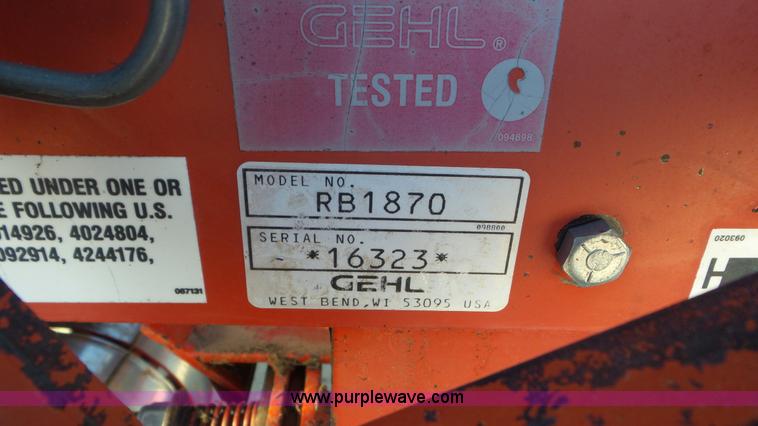 GEHL®
TESTED
094898
ED UNDER ONE OR
E FOLLOWING U.S.
014926, 4024804,
092914, 4244176,
067131
MODEL NO.
RB1870
098800
SERIAL NO.
*16323*
GEHL
WEST BEND, WI 53095 USA
093020
H
www.purplewave.com